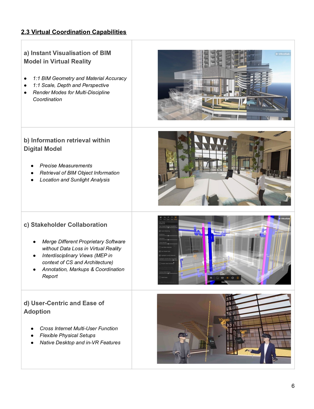 2.3 Virtual Coordination Capabilities
a) Instant Visualisation of BIM
Model in Virtual Reality
● 1:1 BIM Geometry and Material Accuracy
● 1:1 Scale, Depth and Perspective
● Render Modes for Multi-Discipline
Coordination
b) Information retrieval within
Digital Model
● Precise Measurements
● Retrieval of BIM Object Information
● Location and Sunlight Analysis
c) Stakeholder Collaboration
● Merge Different Proprietary Software
without Data Loss in Virtual Reality
● Interdisciplinary Views (MEP in
context of CS and Architecture)
● Annotation, Markups & Coordination
Report
d) User-Centric and Ease of
Adoption
● Cross Internet Multi-User Function
● Flexible Physical Setups
● Native Desktop and in-VR Features
6